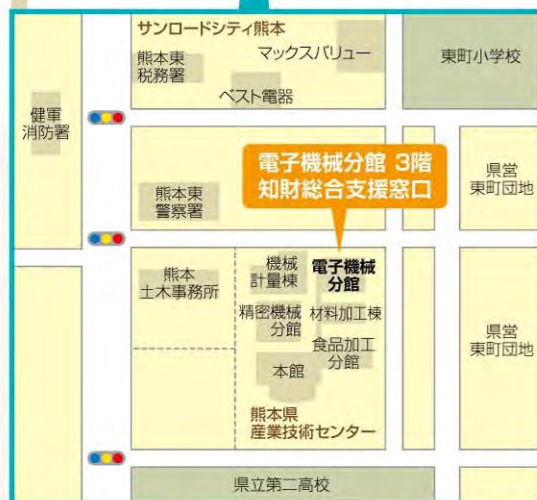 サンロードシティ熊本
熊本東
税務署
マックスバリュー
ベスト電器
東町小学校
健軍
消防署
電子機械分館 3階
知財総合支援窓口
熊本東
警察署
県営
東町団地
熊本
土木事務所
機械
計量棟
電子機械
分館
精密機械
分館
材料加工棟
食品加工
分館
本館
熊本県
産業技術センター
県営
東町団地
県立第二高校